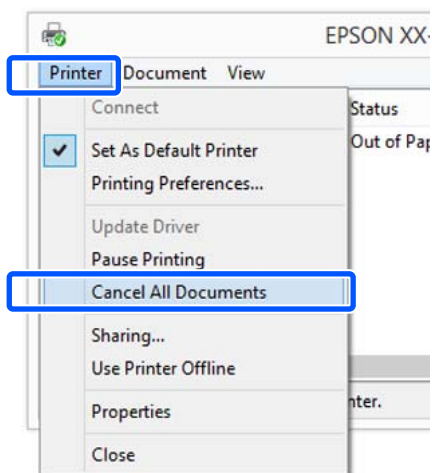 EPSON XX-
Printer Document View
Connect
Status
Set As Default Printer
Out of Pap
Printing Preferences...
Update Driver
Pause Printing
Cancel All Documents
Sharing...
Use Printer Offline
Properties
nter.
Close